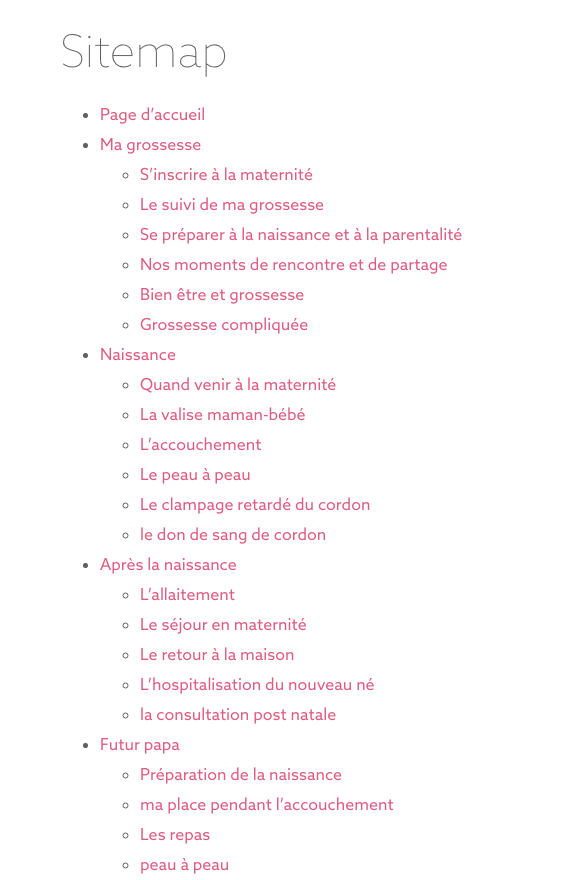 Sitemap
Page d’accueil
Ma grossesse
S’inscrire à la maternité
Le suivi de ma grossesse
Se préparer à la naissance et à la parentalité
Nos moments de rencontre et de partage
Bien être et grossesse
Grossesse compliquée
Naissance
Quand venir à la maternité
La valise maman-bébé
L’accouchement
Le peau à peau
Le clampage retardé du cordon
le don de sang de cordon
Après la naissance
L’allaitement
Le séjour en maternité
Le retour à la maison
L’hospitalisation du nouveau né
la consultation post natale
Futur papa
Préparation de la naissance
ma place pendant l’accouchement
Les repas
peau à peau